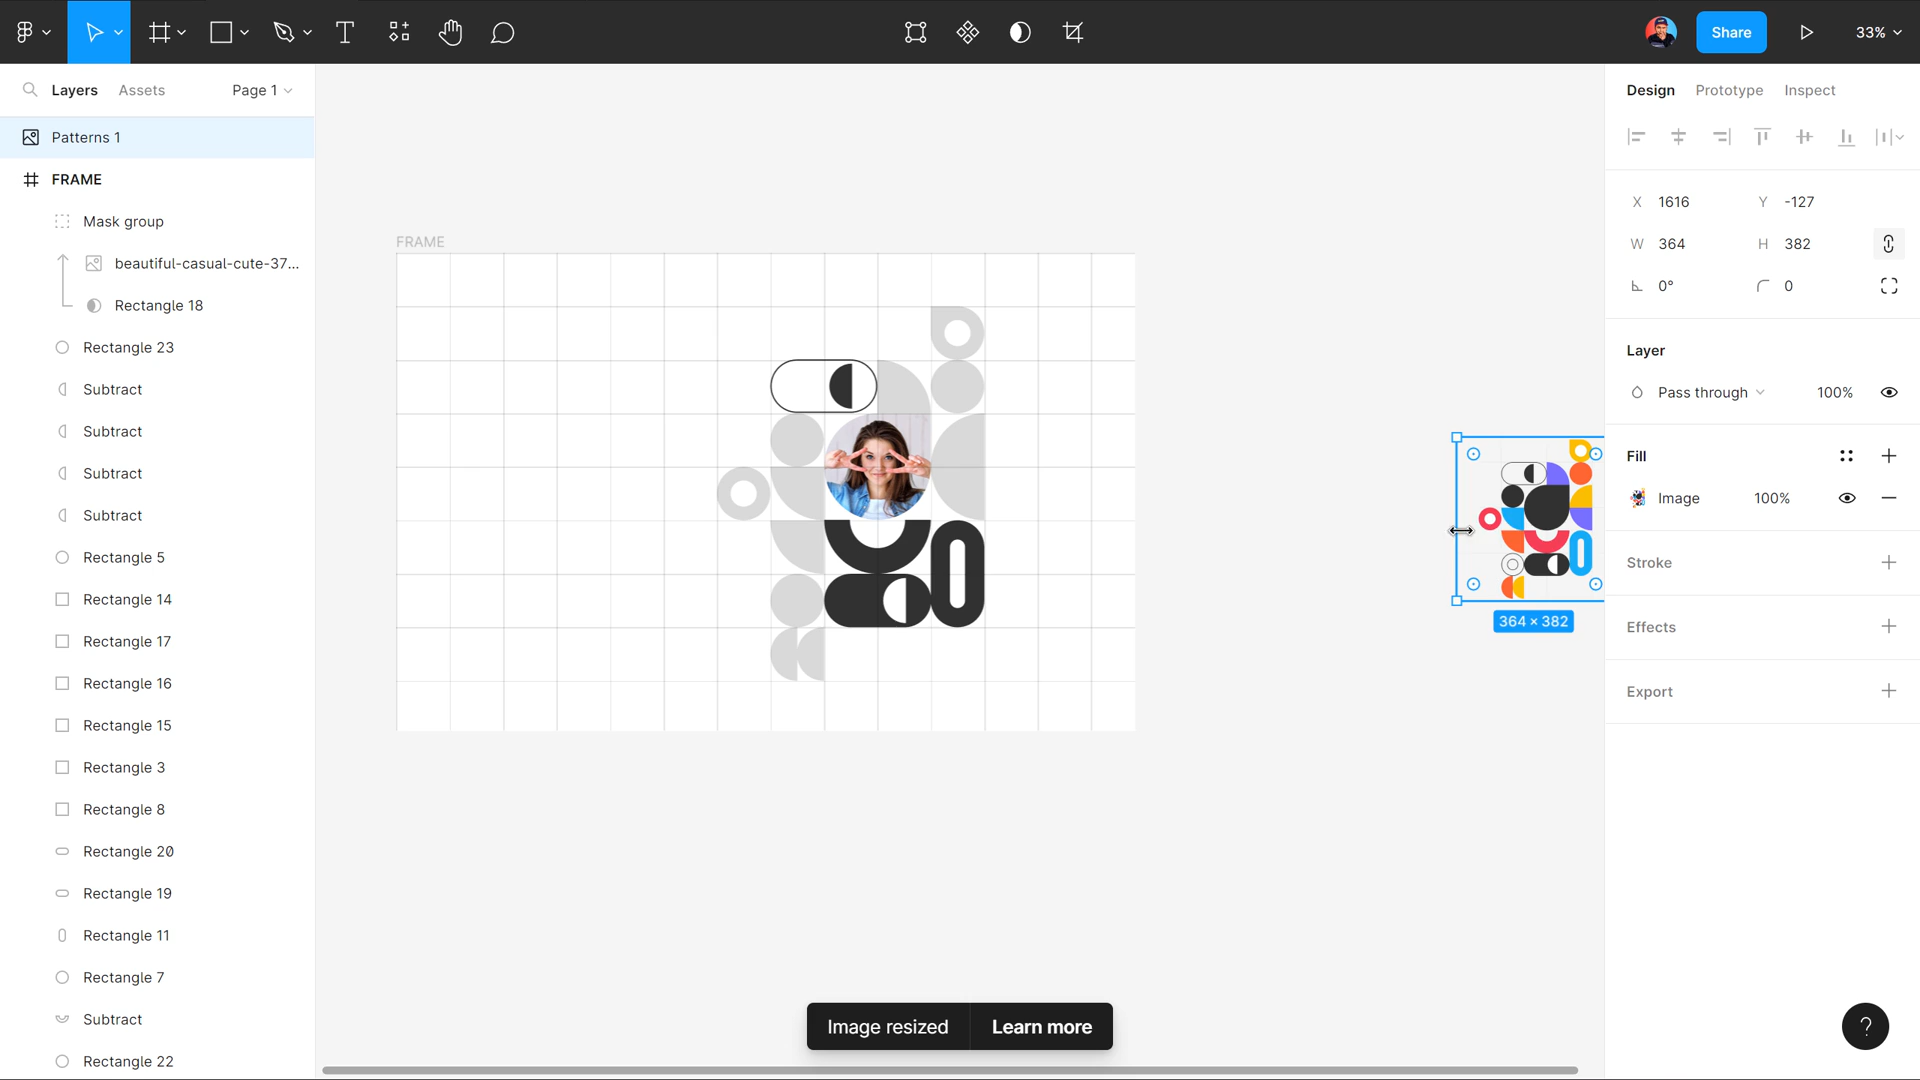 Share
33%
Layers
Assets
Page 1
Design
Prototype
Inspect
Patterns 1
FRAME
Mask group
beautiful-casual-cute-37...
Rectangle 18
Rectangle 23
Subtract
Subtract
Subtract
Subtract
Rectangle 5
Rectangle 14
Rectangle 17
Rectangle 16
Rectangle 15
Rectangle 3
Rectangle 8
Rectangle 20
Rectangle 19
Rectangle 11
Rectangle 7
Subtract
Rectangle 22
FRAME
364 × 382
Image resized
Learn more
X 1616
Y -127
W 364
H 382
0°
0
Layer
Pass through
100%
Fill
Image
100%
Stroke
Effects
Export
?